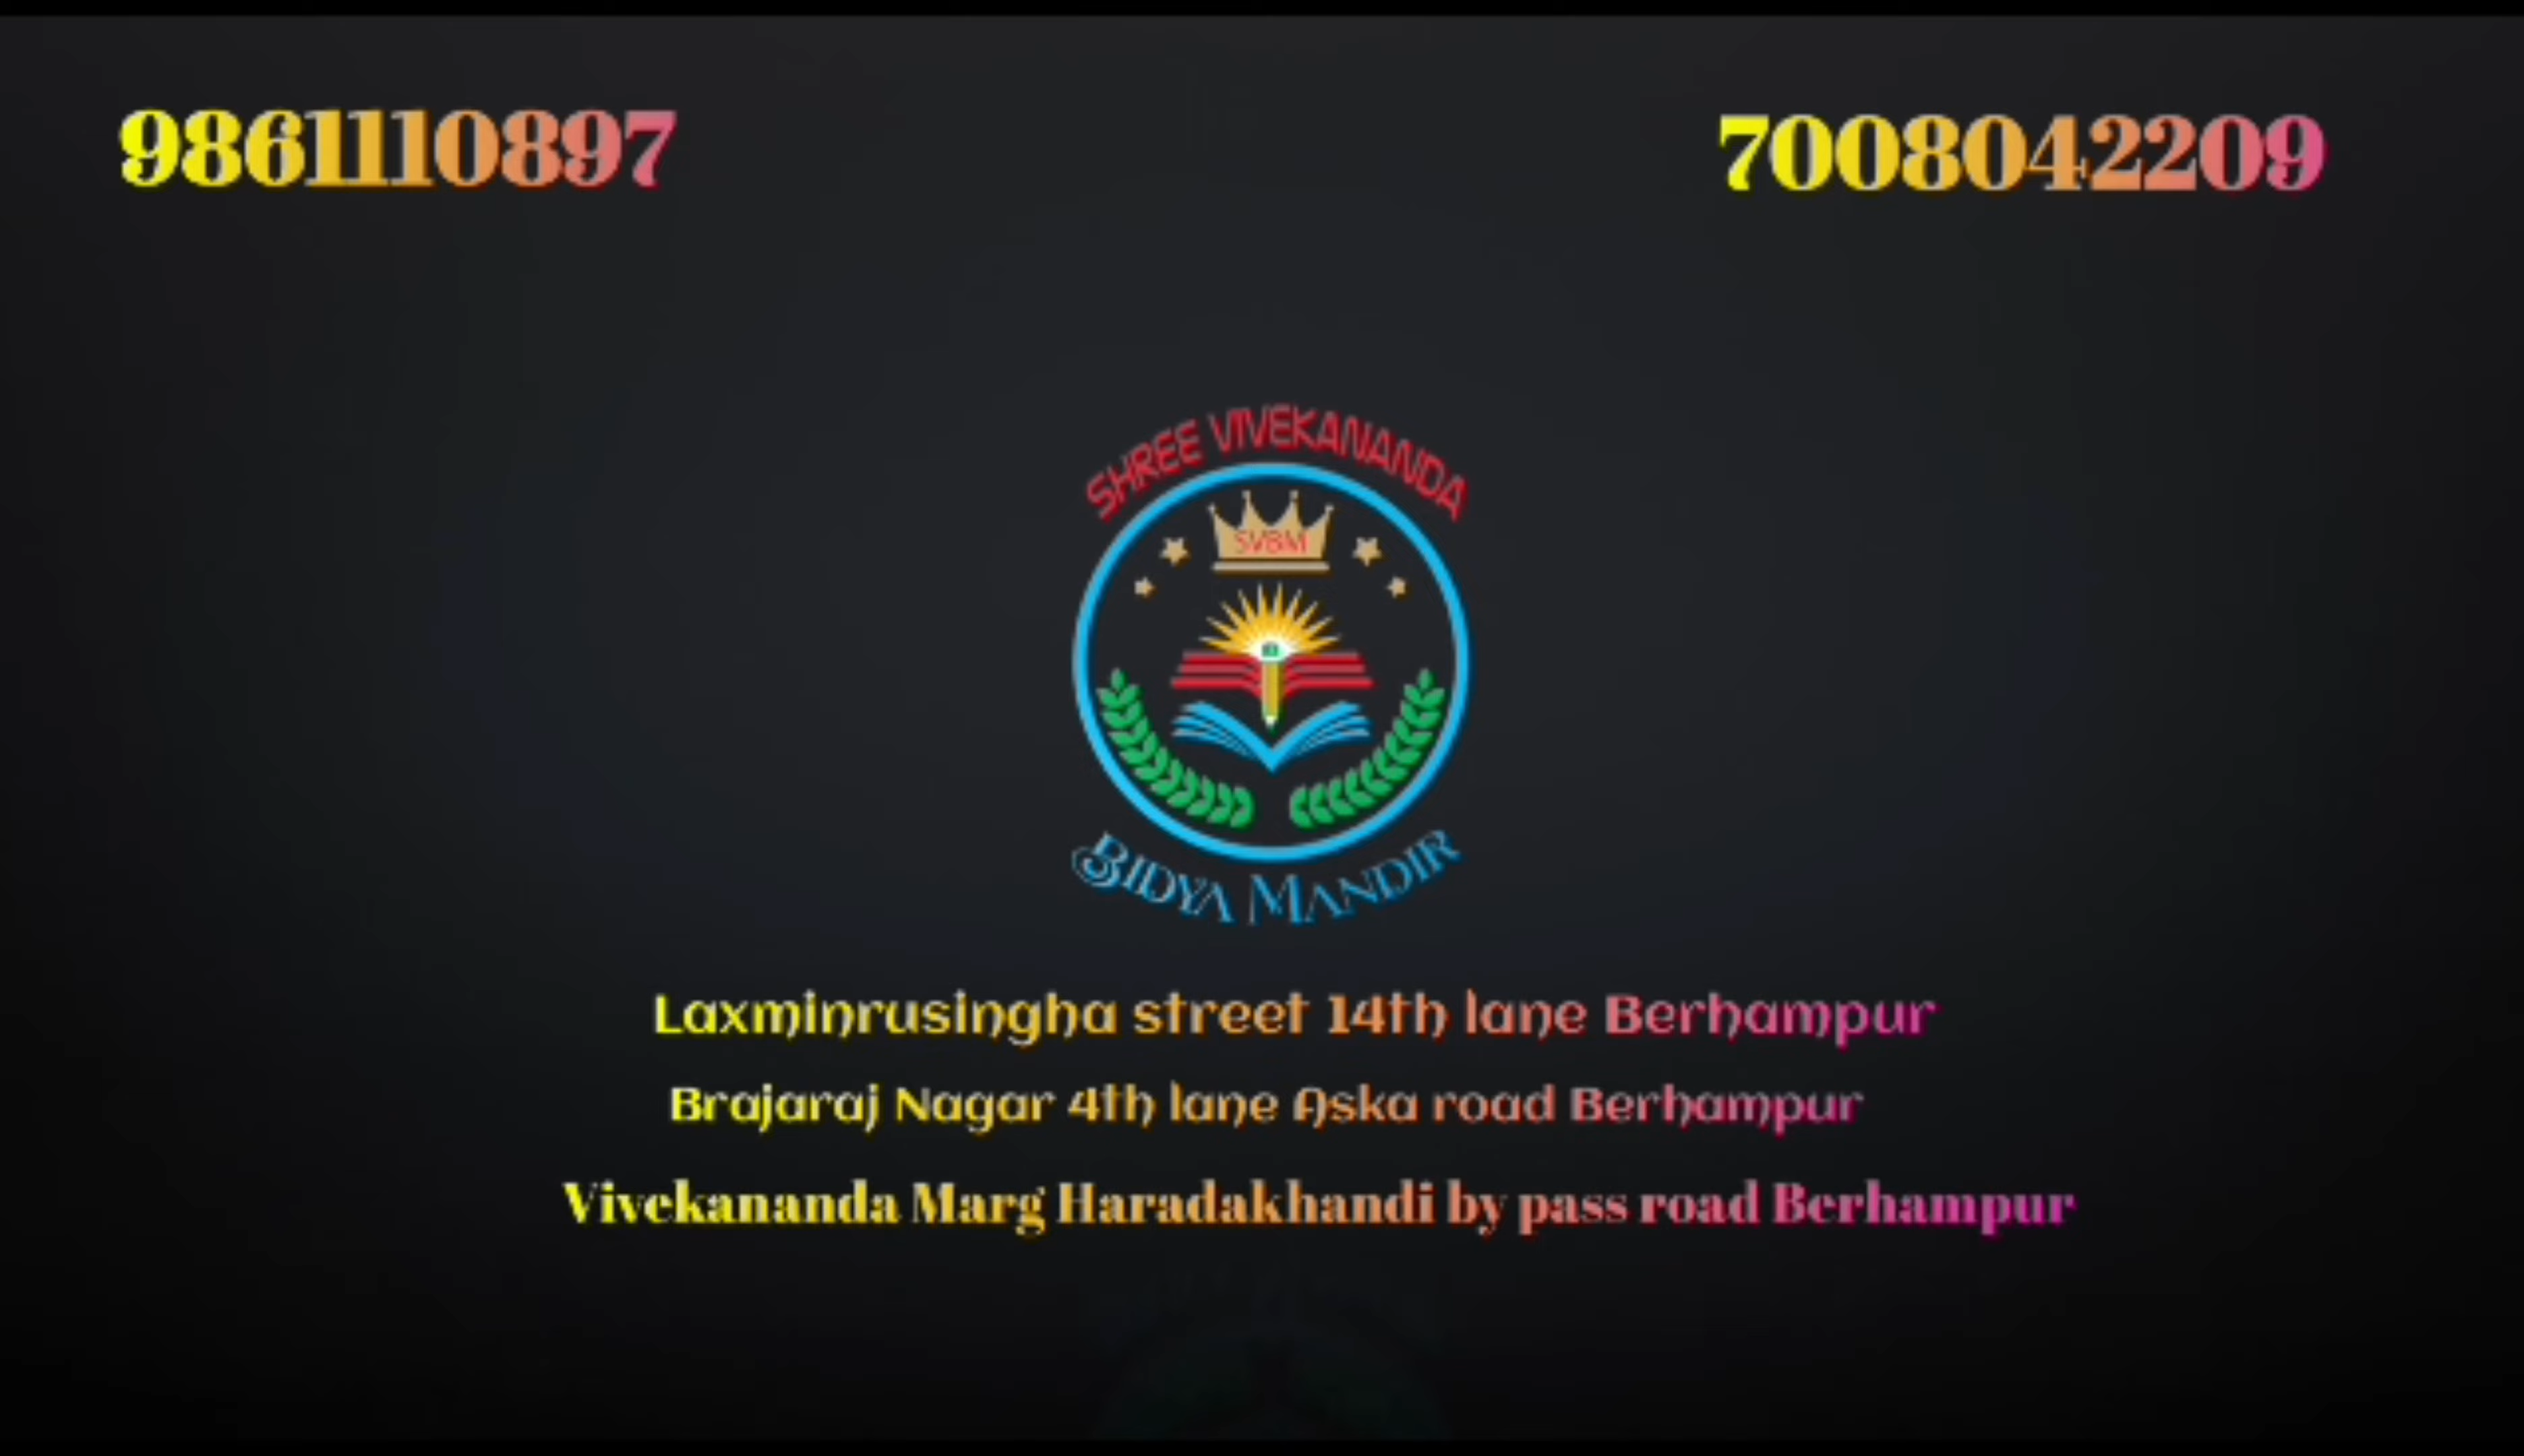 9861110897
7008042209
SHREE VIVEKANANDA
SVBM
BIDYA MANDIR
Laxminrusingha street 14th lane Berhampur
Brajaraj Nagar 4th lane Aska road Berhampur
Vivekananda Marg Haradakhandi by pass road Berhampur